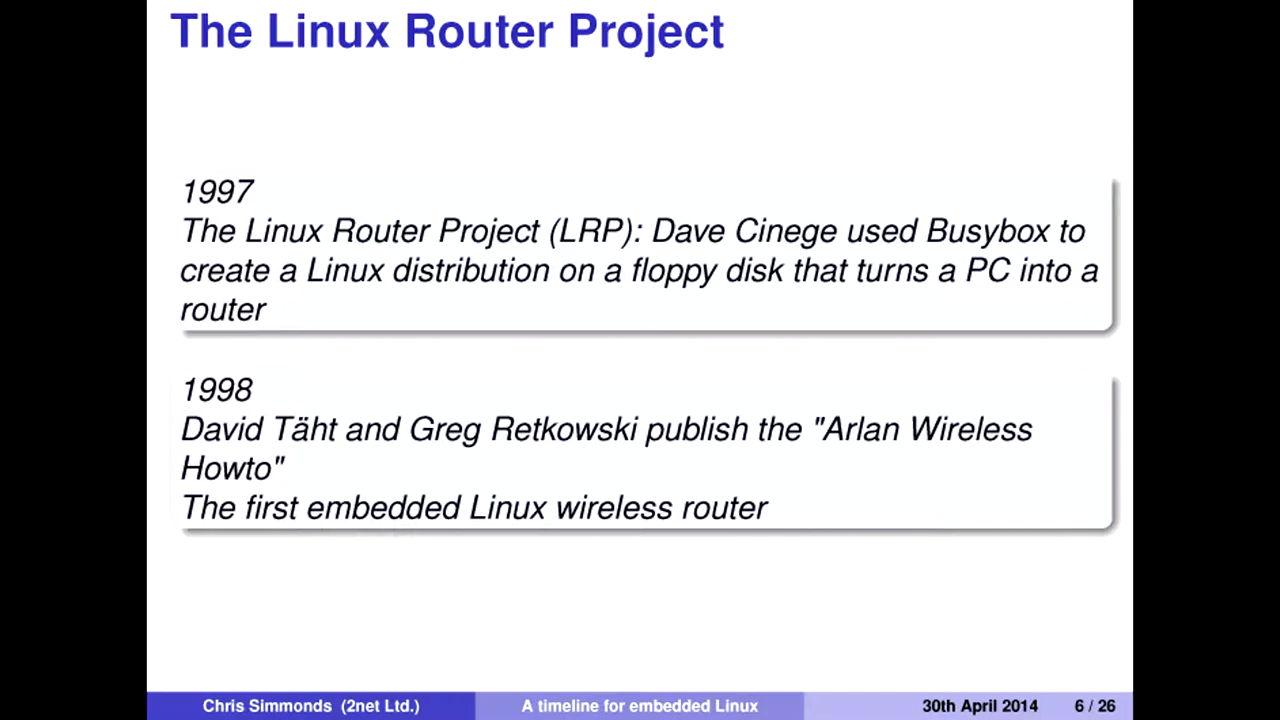 The Linux Router Project
1997
The Linux Router Project (LRP): Dave Cinege used Busybox to
create a Linux distribution on a floppy disk that turns a PC into a
router
1998
David Täht and Greg Retkowski publish the "Arlan Wireless
Howto"
The first embedded Linux wireless router
Chris Simmonds (2net Ltd.) A timeline for embedded Linux 30th April 2014 6 / 26